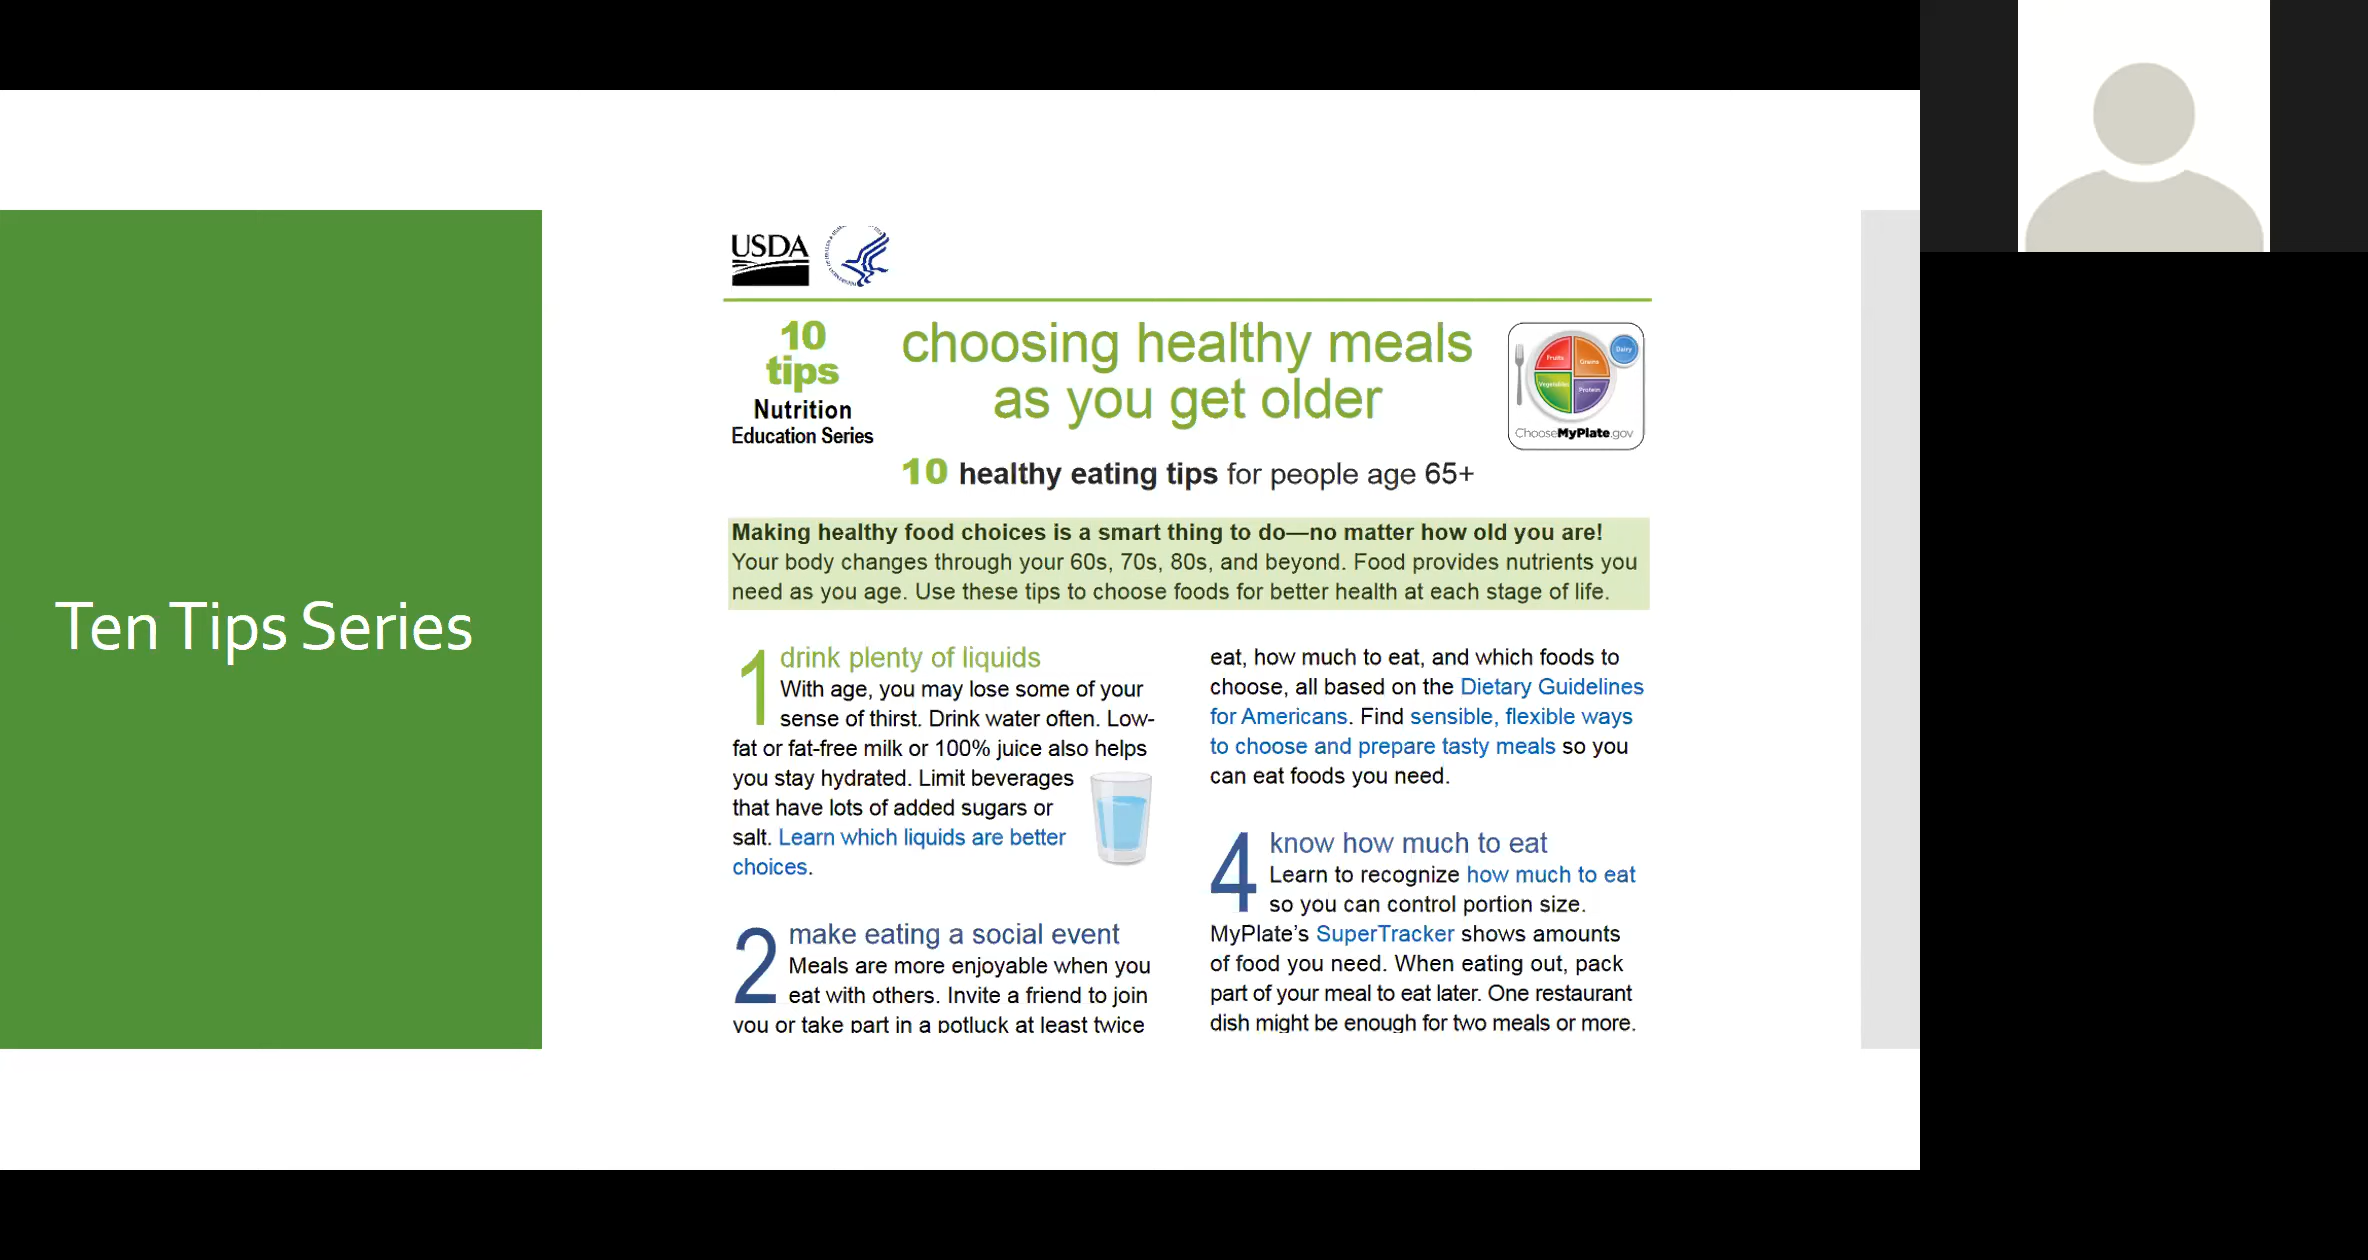 Ten Tips Series
USDA
10
tips
Nutrition
Education Series
choosing healthy meals
as you get older
Fruits
Grains
Dairy
Vegetables
Protein
ChooseMyPlate.gov
10 healthy eating tips for people age 65+
Making healthy food choices is a smart thing to do—no matter how old you are!
Your body changes through your 60s, 70s, 80s, and beyond. Food provides nutrients you
need as you age. Use these tips to choose foods for better health at each stage of life.
1 drink plenty of liquids
With age, you may lose some of your
sense of thirst. Drink water often. Low-
fat or fat-free milk or 100% juice also helps
you stay hydrated. Limit beverages
that have lots of added sugars or
salt. Learn which liquids are better
choices.
2 make eating a social event
Meals are more enjoyable when you
eat with others. Invite a friend to join
you or take part in a potluck at least twice
eat, how much to eat, and which foods to
choose, all based on the Dietary Guidelines
for Americans. Find sensible, flexible ways
to choose and prepare tasty meals so you
can eat foods you need.
4 know how much to eat
Learn to recognize how much to eat
so you can control portion size.
MyPlate’s SuperTracker shows amounts
of food you need. When eating out, pack
part of your meal to eat later. One restaurant
dish might be enough for two meals or more.